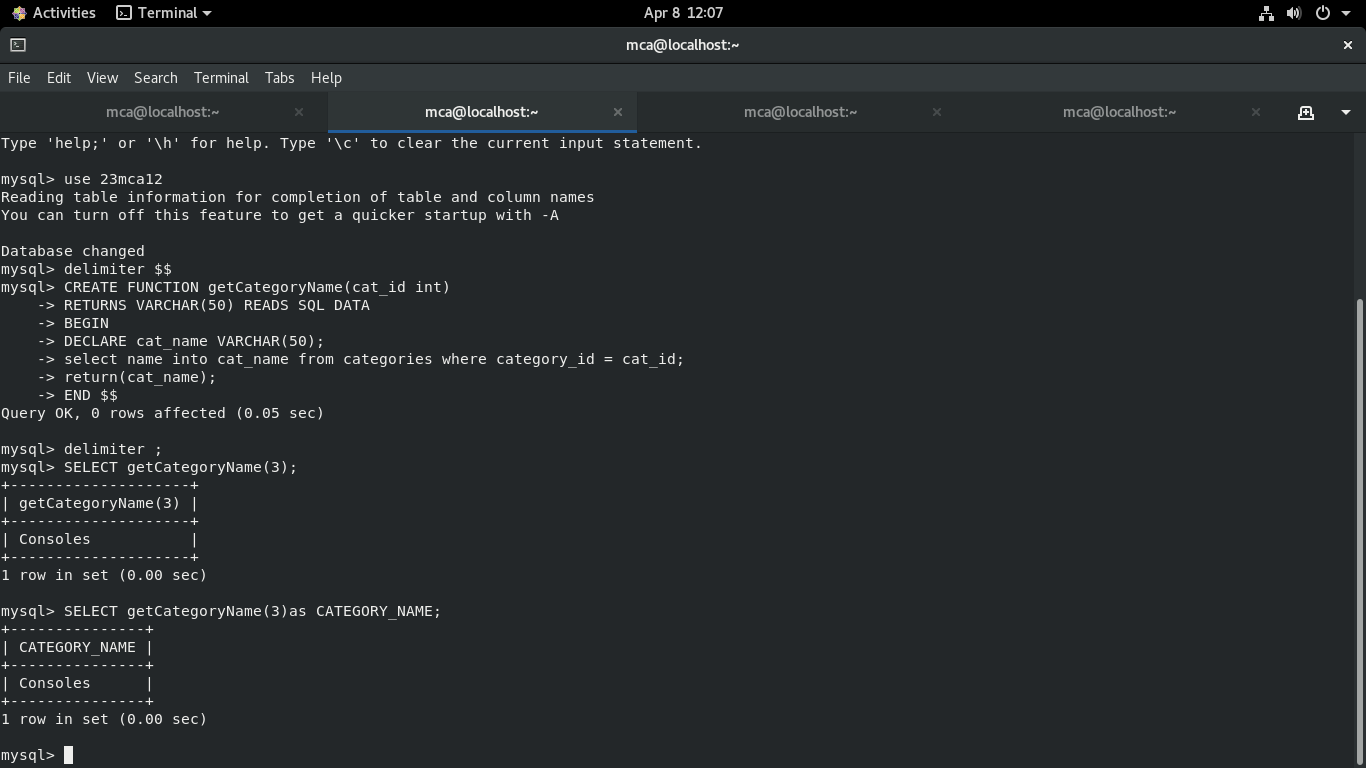 Activities Terminal Apr 8 12:07
mca@localhost:~
File Edit View Search Terminal Tabs Help
mca@localhost:~ mca@localhost:~ mca@localhost:~ mca@localhost:~
Type 'help;' or '\h' for help. Type '\c' to clear the current input statement.

mysql> use 23mca12
Reading table information for completion of table and column names
You can turn off this feature to get a quicker startup with -A

Database changed
mysql> delimiter $$
mysql> CREATE FUNCTION getCategoryName(cat_id int)
    -> RETURNS VARCHAR(50) READS SQL DATA
    -> BEGIN
    -> DECLARE cat_name VARCHAR(50);
    -> select name into cat_name from categories where category_id = cat_id;
    -> return(cat_name);
    -> END $$
Query OK, 0 rows affected (0.05 sec)

mysql> delimiter ;
mysql> SELECT getCategoryName(3);
+--------------------+
| getCategoryName(3) |
+--------------------+
| Consoles           |
+--------------------+
1 row in set (0.00 sec)

mysql> SELECT getCategoryName(3)as CATEGORY_NAME;
+---------------+
| CATEGORY_NAME |
+---------------+
| Consoles      |
+---------------+
1 row in set (0.00 sec)

mysql>